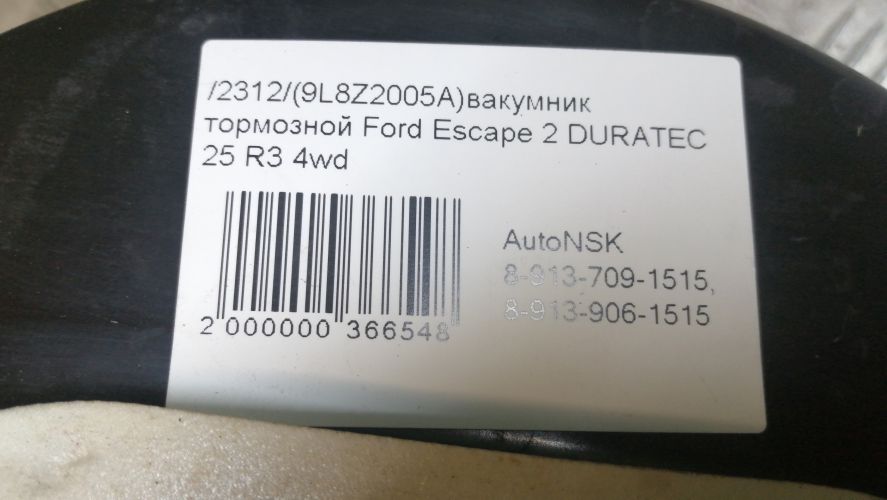 /2312/(9L8Z2005A)вакумник
тормозной Ford Escape 2 DURATEC
25 R3 4wd
AutoNSK
8-913-709-1515,
8-913-906-1515
2 000000 366548